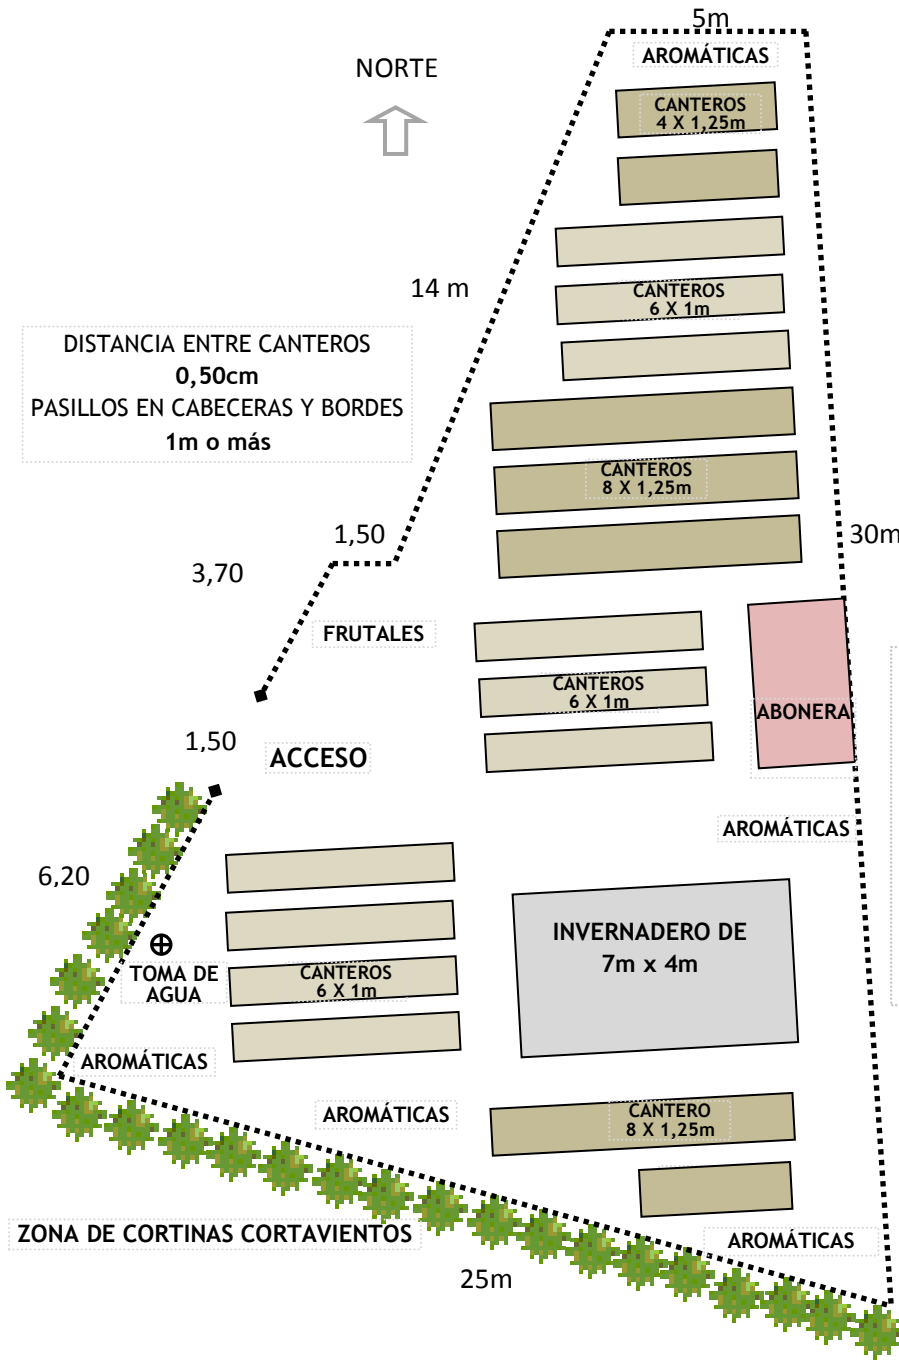 5m
AROMÁTICAS
NORTE
CANTEROS
4 X 1,25m
14 m
CANTEROS
6 X 1m
DISTANCIA ENTRE CANTEROS
0,50cm
PASILLOS EN CABECERAS Y BORDES
1m o más
CANTEROS
8 X 1,25m
1,50
30m
3,70
FRUTALES
CANTEROS
6 X 1m
ABONERA
1,50
ACCESO
AROMÁTICAS
6,20
INVERNADERO DE
7m x 4m
TOMA DE
AGUA
CANTEROS
6 X 1m
AROMÁTICAS
AROMÁTICAS
CANTERO
8 X 1,25m
ZONA DE CORTINAS CORTAVIENTOS
AROMÁTICAS
25m